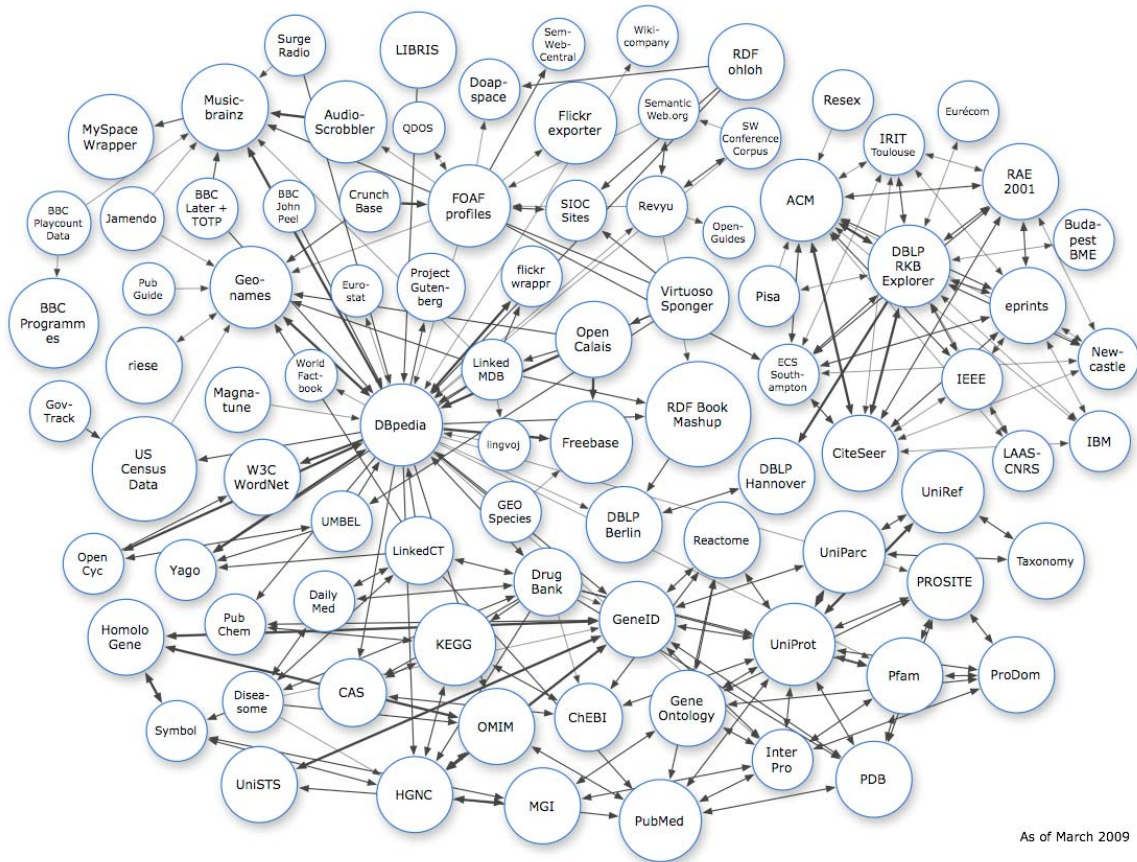 Surge
Radio
LIBRIS
Sem-
Web-
Central
Wiki-
company
RDF
ohloh
Music-
brainz
Doap-
space
MySpace
Wrapper
Audio-
Scrobbler
QDOS
Flickr
exporter
Semantic
Web.org
SW
Conference
Corpus
Resex
IRIT
Toulouse
Eurécom
RAE
2001
BBC
Playcount
Data
Jamendo
BBC
Later +
TOTP
BBC
John
Peel
Crunch
Base
FOAF
profiles
SIOC
Sites
Revyu
Open-
Guides
ACM
DBLP
RKB
Explorer
Buda-
pest
BME
Pub
Guide
Geo-
names
Euro-
stat
Project
Guten-
berg
flickr
wrappr
Virtuoso
Sponger
Pisa
eprints
BBC
Programm
es
riese
World
Fact-
book
Linked
MDB
Open
Calais
ECS
South-
ampton
IEEE
New-
castle
Gov-
Track
Magna-
tune
DBpedia
RDF Book
Mashup
US
Census
Data
W3C
WordNet
lingvoj
Freebase
DBLP
Hannover
CiteSeer
LAAS-
CNRS
IBM
UMBEL
GEO
Species
DBLP
Berlin
UniRef
Open
Cyc
Yago
LinkedCT
Reactome
UniParc
Taxonomy
Daily
Med
Drug
Bank
PROSITE
Homolo
Gene
Pub
Chem
KEGG
GeneID
UniProt
Pfam
ProDom
Disea-
some
CAS
Symbol
OMIM
ChEBI
Gene
Ontology
Inter
Pro
UniSTS
HGNC
MGI
PubMed
PDB
As of March 2009